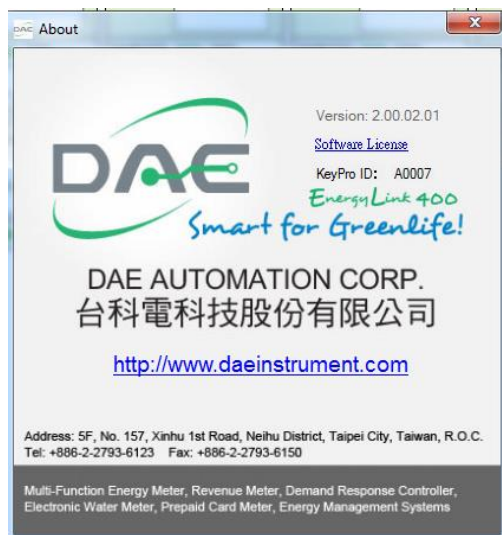 DAE About
DAE
Version: 2.00.02.01
Software License
KeyPro ID: A0007
EnergyLink 400
Smart for Greenlife!
DAE AUTOMATION CORP.
台科電科技股份有限公司
http://www.daeinstrument.com
Address: 5F, No. 157, Xinhu 1st Road, Neihu District, Taipei City, Taiwan, R.O.C.
Tel: +886-2-2793-6123 Fax: +886-2-2793-6150
Multi-Function Energy Meter, Revenue Meter, Demand Response Controller,
Electronic Water Meter, Prepaid Card Meter, Energy Management Systems